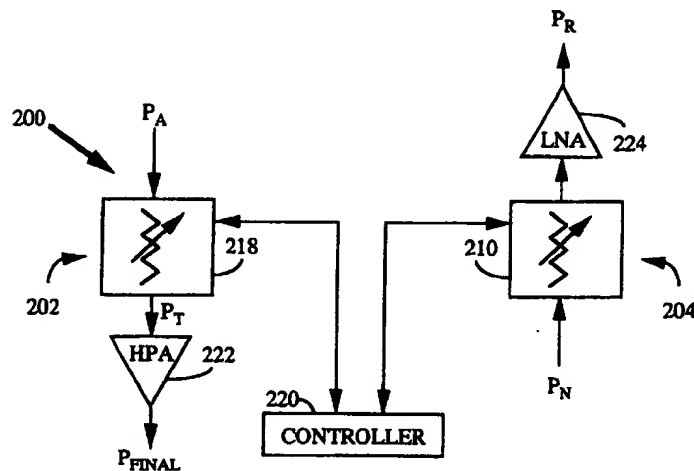 P_R
200
P_A
LNA
224
218
210
202
204
P_T
HPA
222
P_N
220
CONTROLLER
P_FINAL